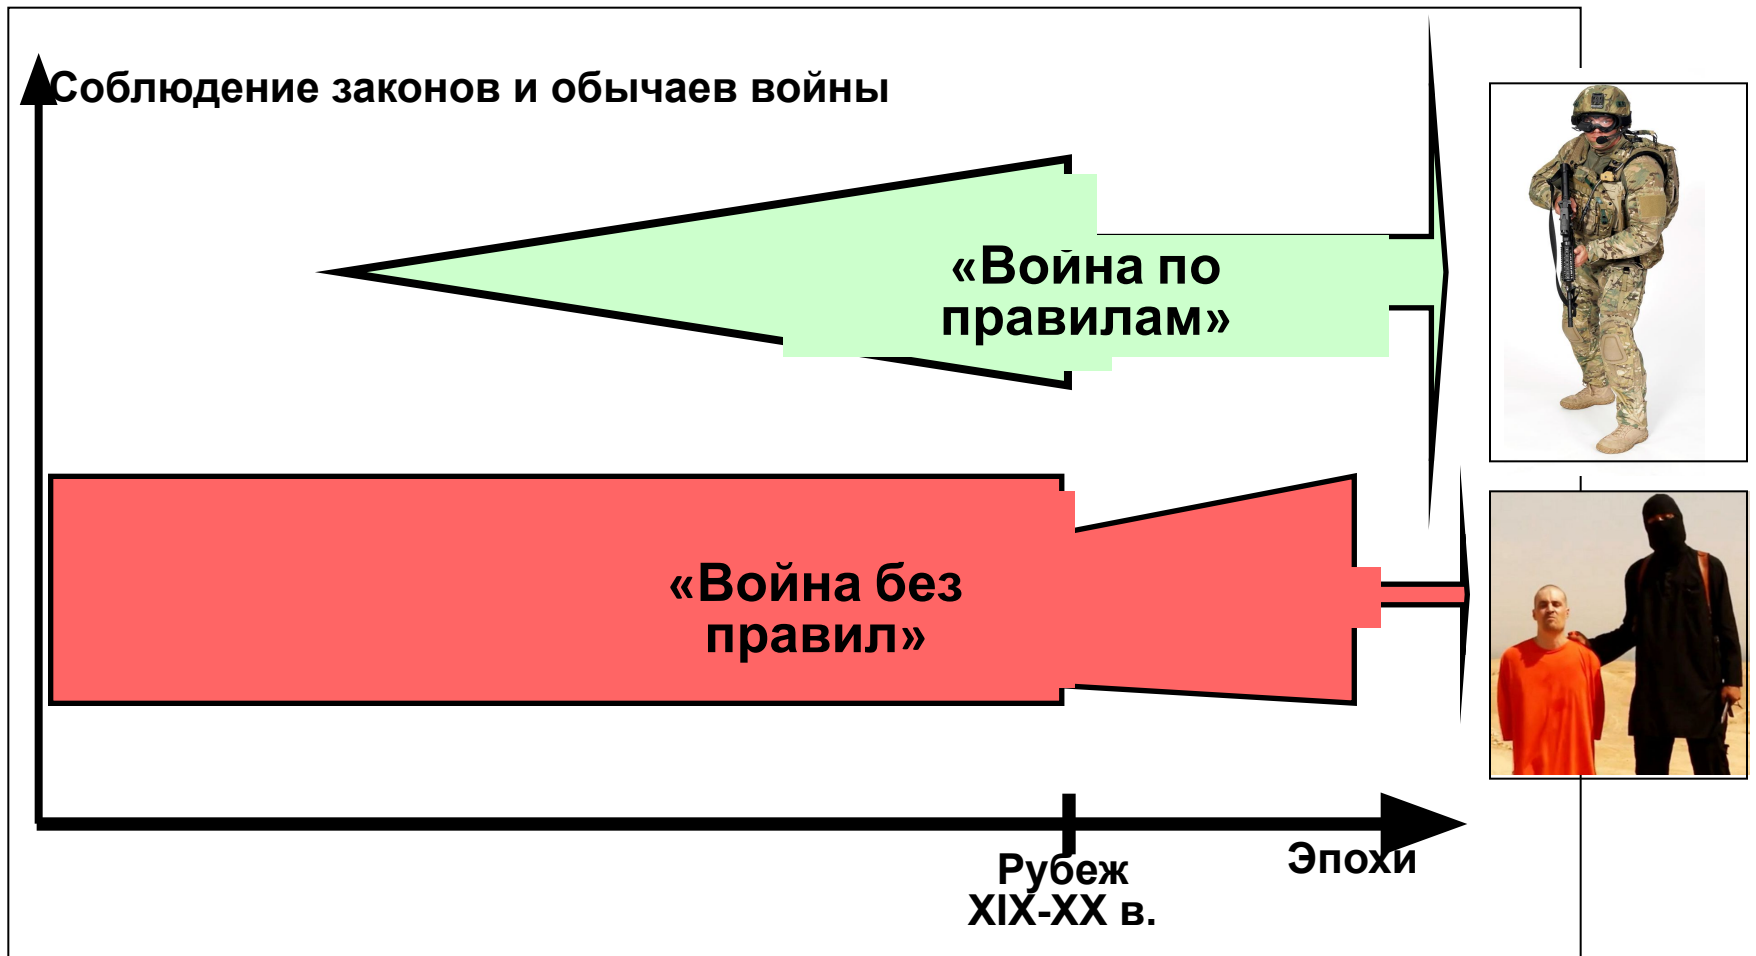 Соблюдение законов и обычаев войны
«Война по
правилам»
«Война без
правил»
Эпохи
Рубеж
XIX-XX в.